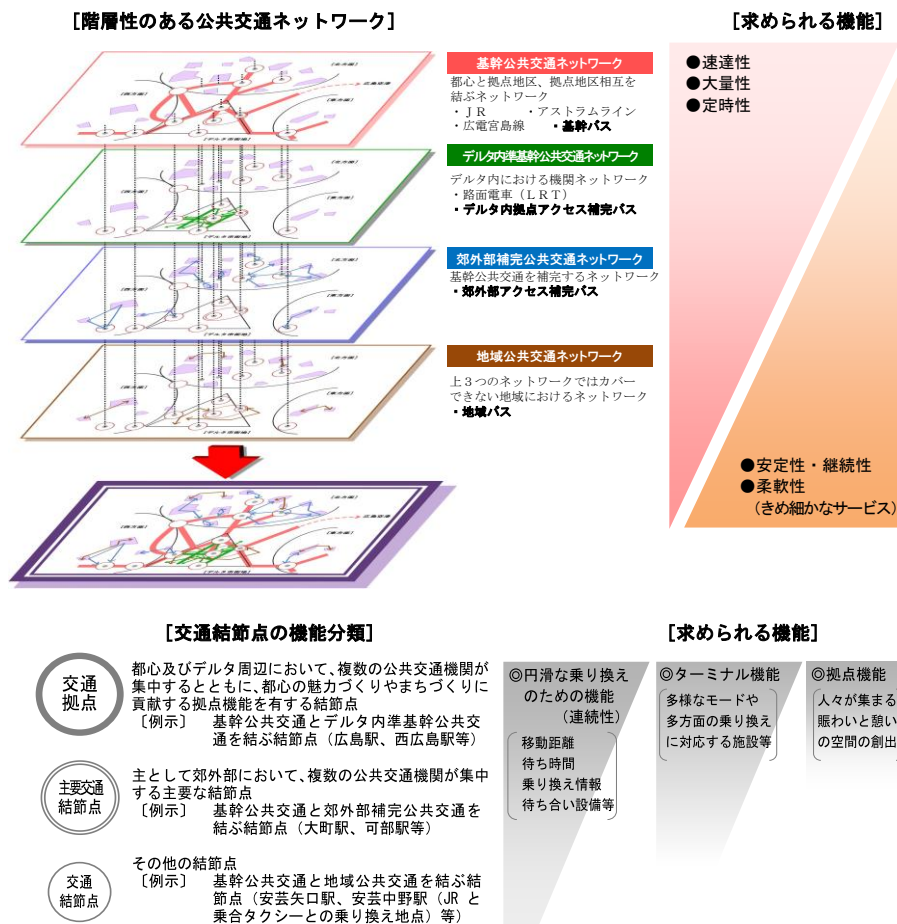 ［階層性のある公共交通ネットワーク］
［求められる機能］
基幹公共交通ネットワーク
都心と拠点地区、拠点地区相互を
結ぶネットワーク
・ＪＲ　・アストラムライン
・広電宮島線　・基幹バス
デルタ内準基幹公共交通ネットワーク
デルタ内における機関ネットワーク
・路面電車（ＬＲＴ）
・デルタ内拠点アクセス補完バス
郊外部補完公共交通ネットワーク
基幹公共交通を補完するネットワーク
・郊外部アクセス補完バス
地域公共交通ネットワーク
上３つのネットワークではカバー
できない地域におけるネットワーク
・地域バス
●速達性
●大量性
●定時性
●安定性・継続性
●柔軟性
（きめ細かなサービス）
［交通結節点の機能分類］
交通
拠点
都心及びデルタ周辺において、複数の公共交通機関が
集中するとともに、都心の魅力づくりやまちづくりに
貢献する拠点機能を有する結節点
〔例示〕　基幹公共交通とデルタ内準基幹公共交
通を結ぶ結節点（広島駅、西広島駅等）
主要交通
結節点
主として郊外部において、複数の公共交通機関が集中
する主要な結節点
〔例示〕　基幹公共交通と郊外部補完公共交通を
結ぶ結節点（大町駅、可部駅等）
交通
結節点
その他の結節点
〔例示〕　基幹公共交通と地域公共交通を結ぶ結
節点（安芸矢口駅、安芸中野駅（JR と
乗合タクシーとの乗り換え地点）等）
［求められる機能］
◎円滑な乗り換え
のための機能
（連続性）
移動距離
待ち時間
乗り換え情報
待ち合い設備等
◎ターミナル機能
多様なモードや
多方面の乗り換え
に対応する施設等
◎拠点機能
人々が集まる
賑わいと憩い
の空間の創出